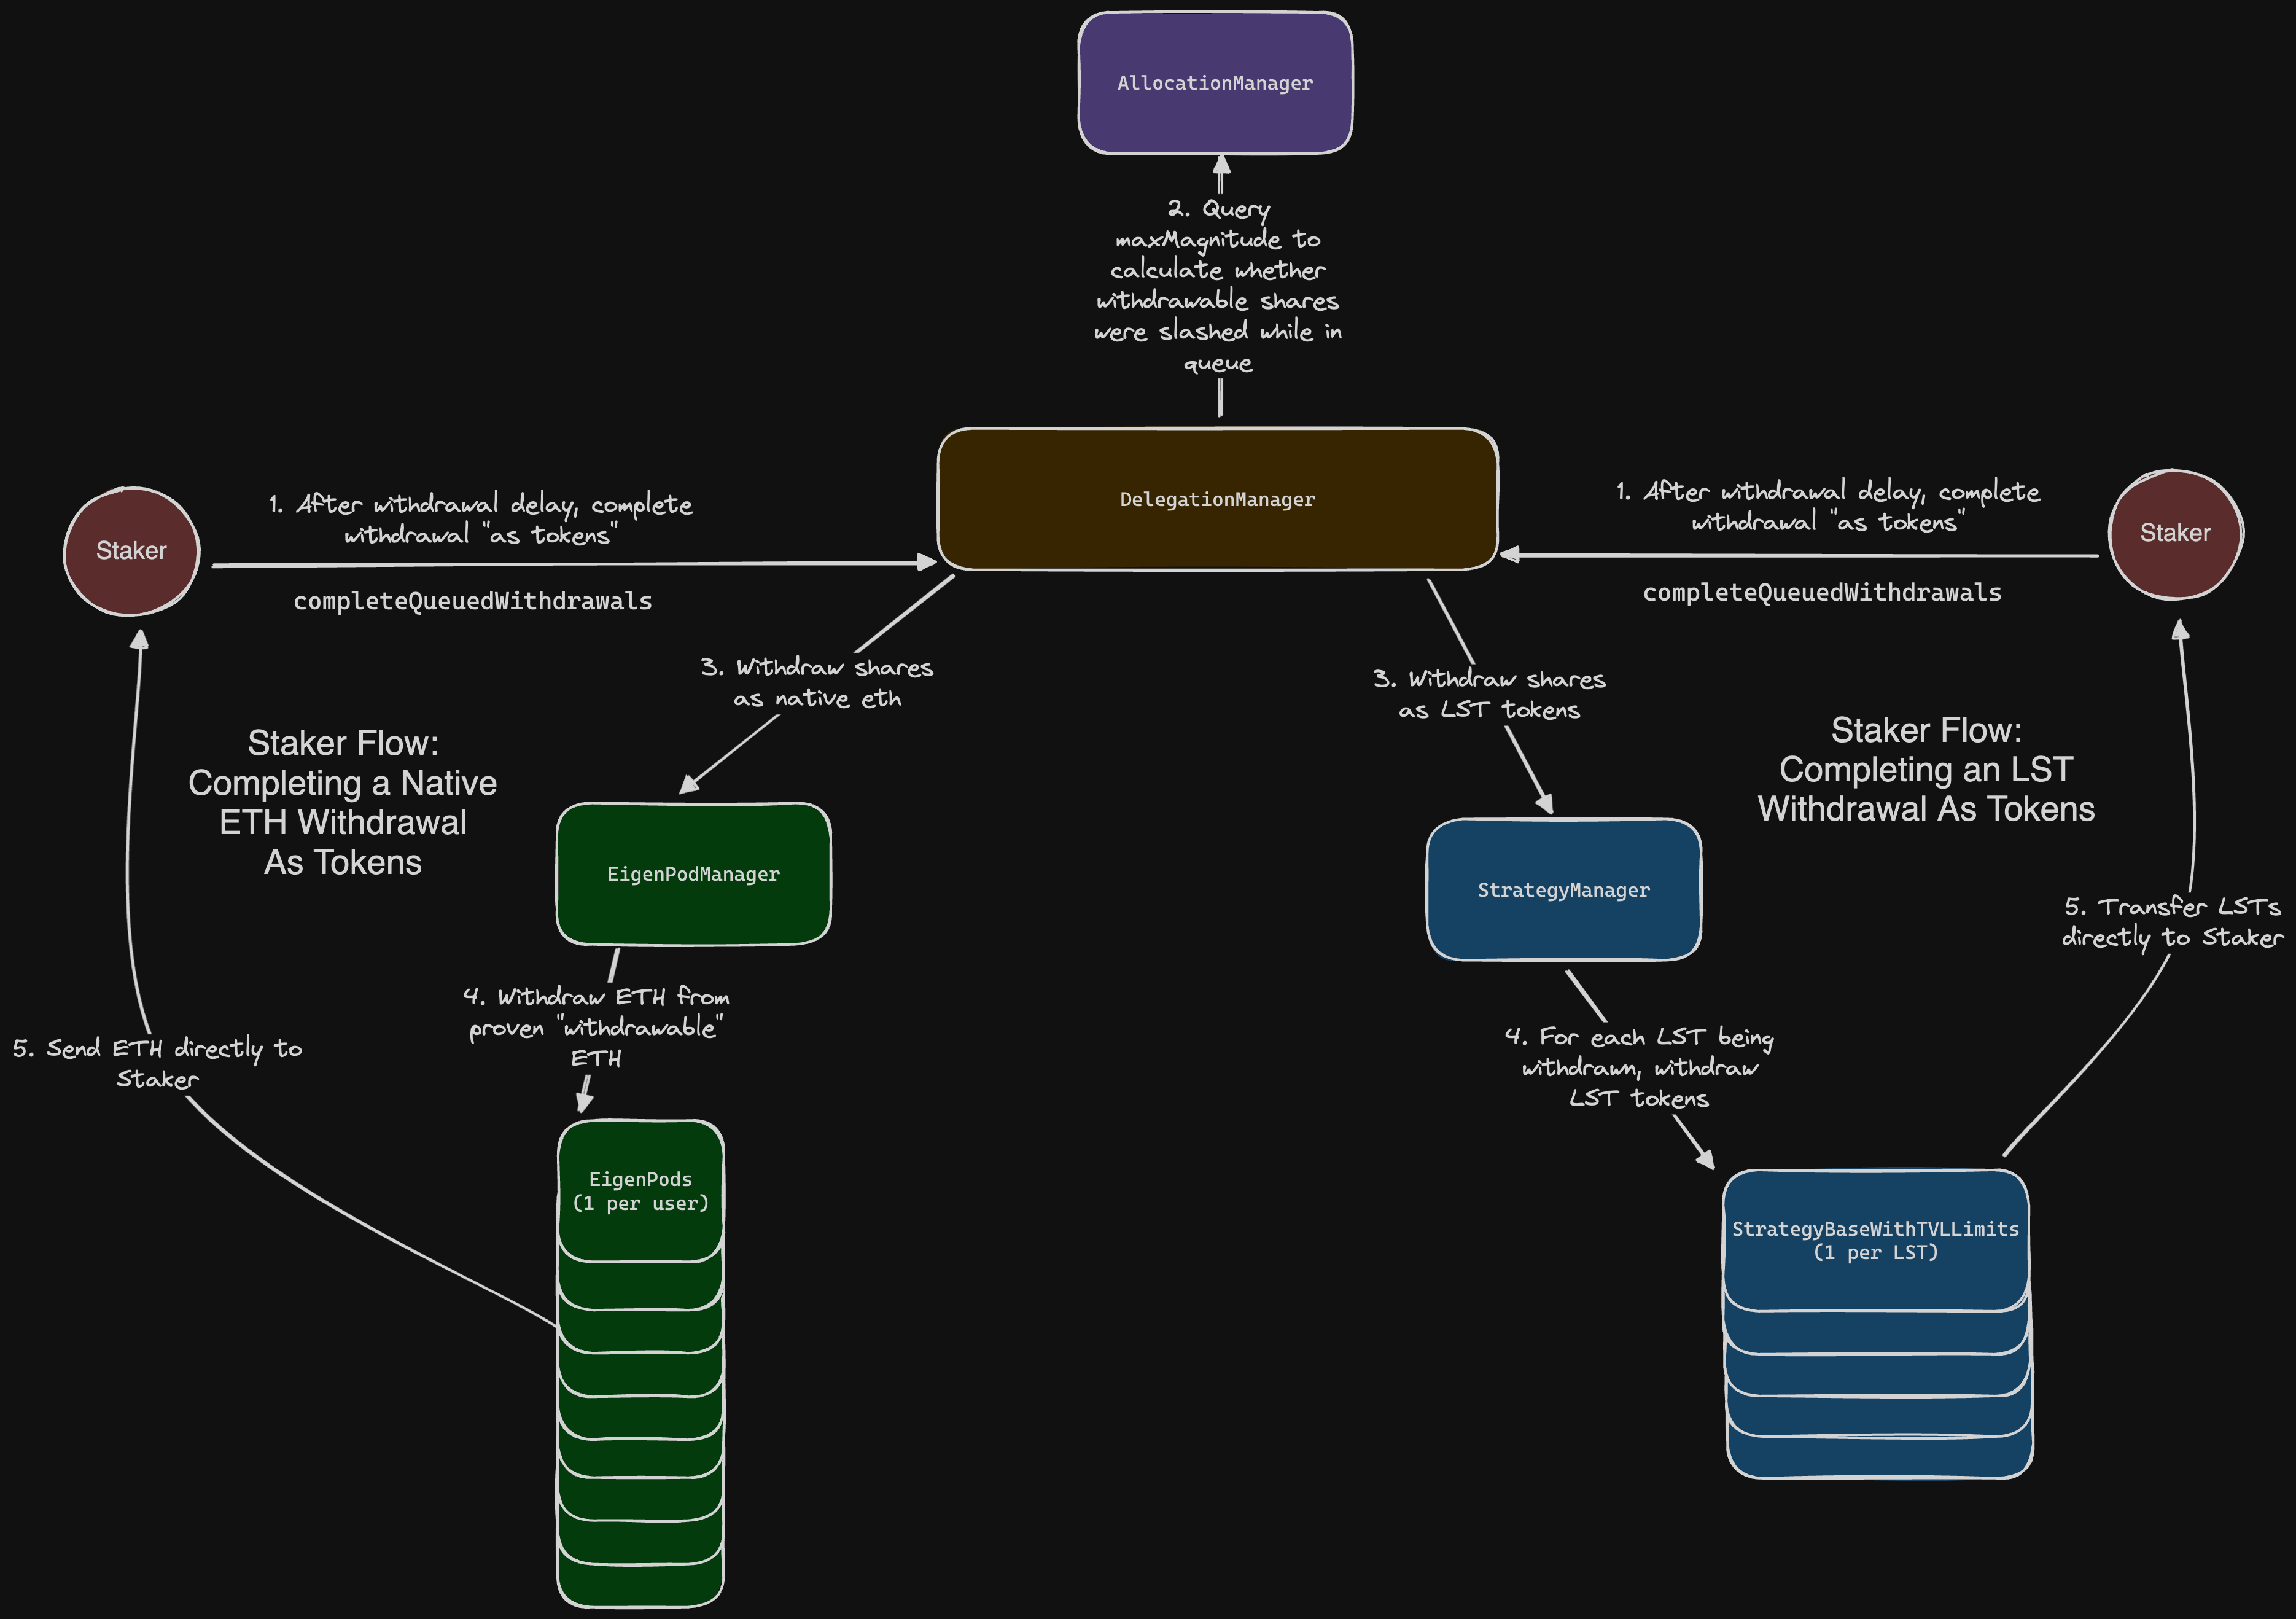 AllocationManager
2. Query
maxMagnitude to
calculate whether
withdrawable shares
were slashed while in
queue
DelegationManager
Staker
1. After withdrawal delay, complete
withdrawal "as tokens"
completeQueuedWithdrawals
1. After withdrawal delay, complete
withdrawal "as tokens"
completeQueuedWithdrawals
Staker
3. Withdraw shares
as native eth
3. Withdraw shares
as LST tokens
Staker Flow:
Completing a Native
ETH Withdrawal
As Tokens
Staker Flow:
Completing an LST
Withdrawal As Tokens
EigenPodManager
StrategyManager
5. Transfer LSTs
directly to Staker
4. Withdraw ETH from
proven "withdrawable"
ETH
5. Send ETH directly to
Staker
4. For each LST being
withdrawn, withdraw
LST tokens
EigenPods
(1 per user)
StrategyBaseWithTVLLimits
(1 per LST)